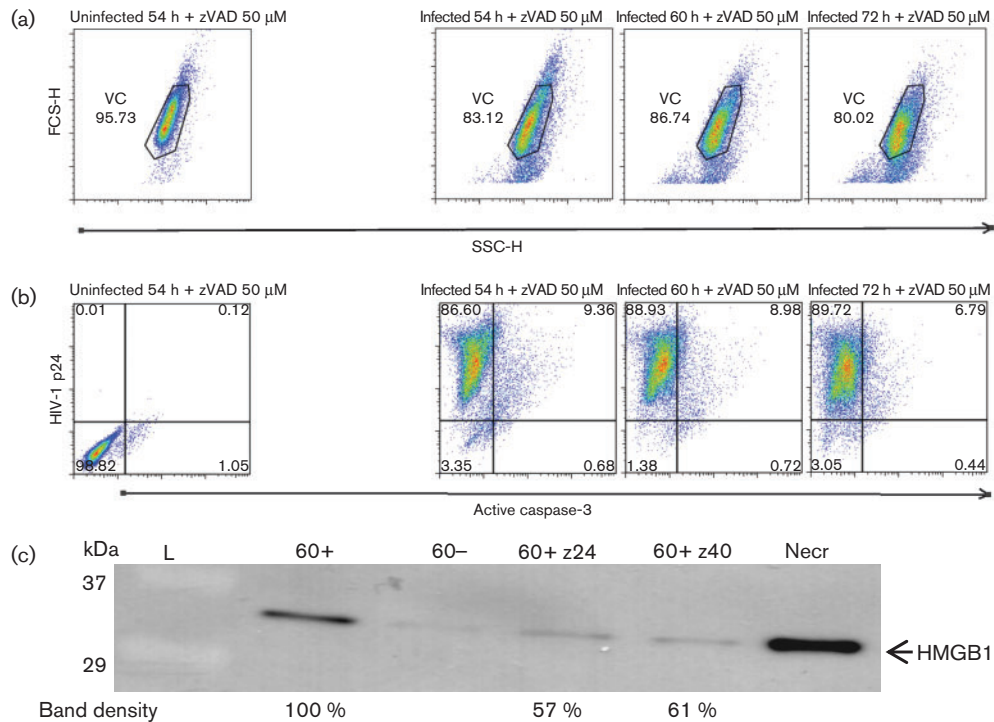 (a)
Uninfected 54 h + zVAD 50 μM
Infected 54 h + zVAD 50 μM
Infected 60 h + zVAD 50 μM
Infected 72 h + zVAD 50 μM
FCS-H
VC
95.73
VC
83.12
VC
86.74
VC
80.02
SSC-H
(b)
Uninfected 54 h + zVAD 50 μM
Infected 54 h + zVAD 50 μM
Infected 60 h + zVAD 50 μM
Infected 72 h + zVAD 50 μM
HIV-1 p24
0.01 0.12
98.82 1.05
86.60 9.36
3.35 0.68
88.93 8.98
1.38 0.72
89.72 6.79
3.05 0.44
Active caspase-3
(c)
kDa L 60+ 60– 60+ z24 60+ z40 Necr
37
29
HMGB1
Band density 100 % 57 % 61 %